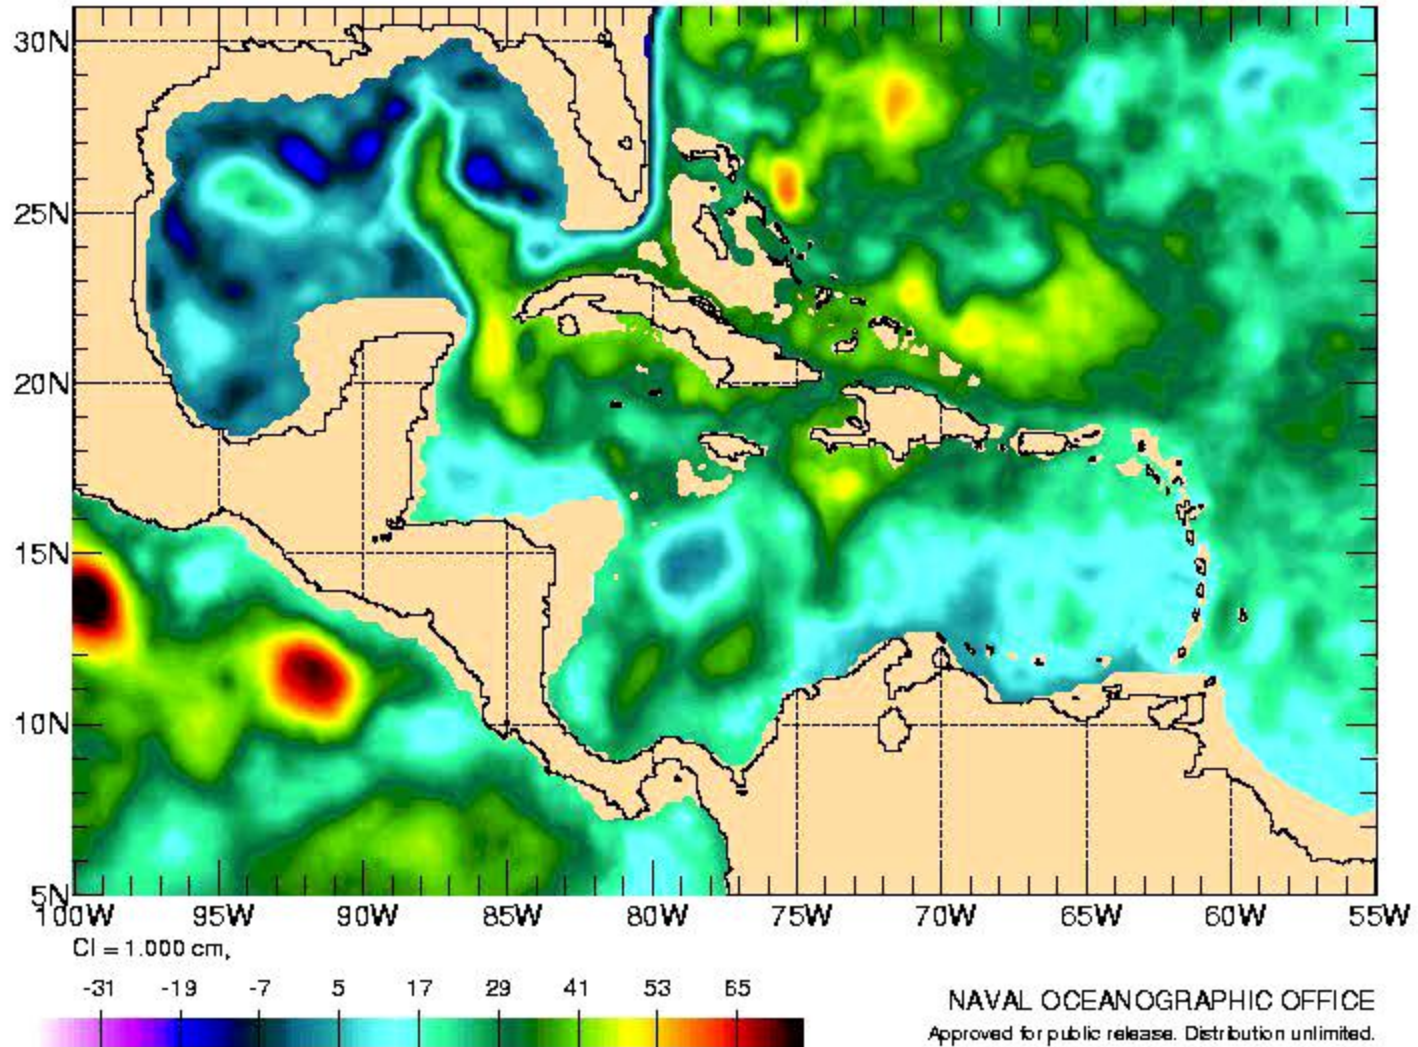 30N
25N
20N
15N
10N
5N
100W 95W 90W 85W 80W 75W 70W 65W 60W 55W
CI = 1.000 cm,
-31 -19 -7 5 17 29 41 53 65
NAVAL OCEANOGRAPHIC OFFICE
Approved for public release. Distribution unlimited.